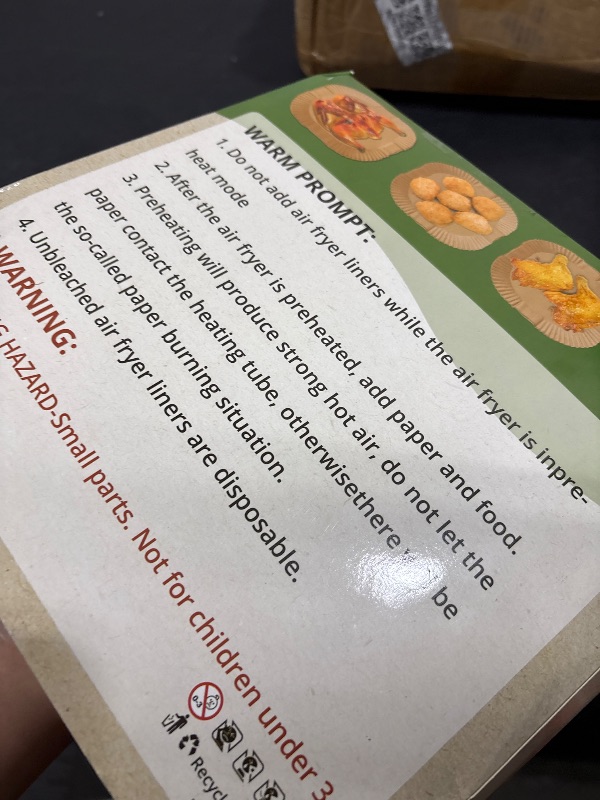 WARM PROMPT:
1. Do not add air fryer liners while the air fryer is inpre-
heat mode
2. After the air fryer is preheated, add paper and food.
3. Preheating will produce strong hot air, do not let the
paper contact the heating tube, otherwisethere be
the so-called paper burning situation.
4. Unbleached air fryer liners are disposable.
WARNING:
HAZARD-Small parts. Not for children under 3
0-3
Recyc